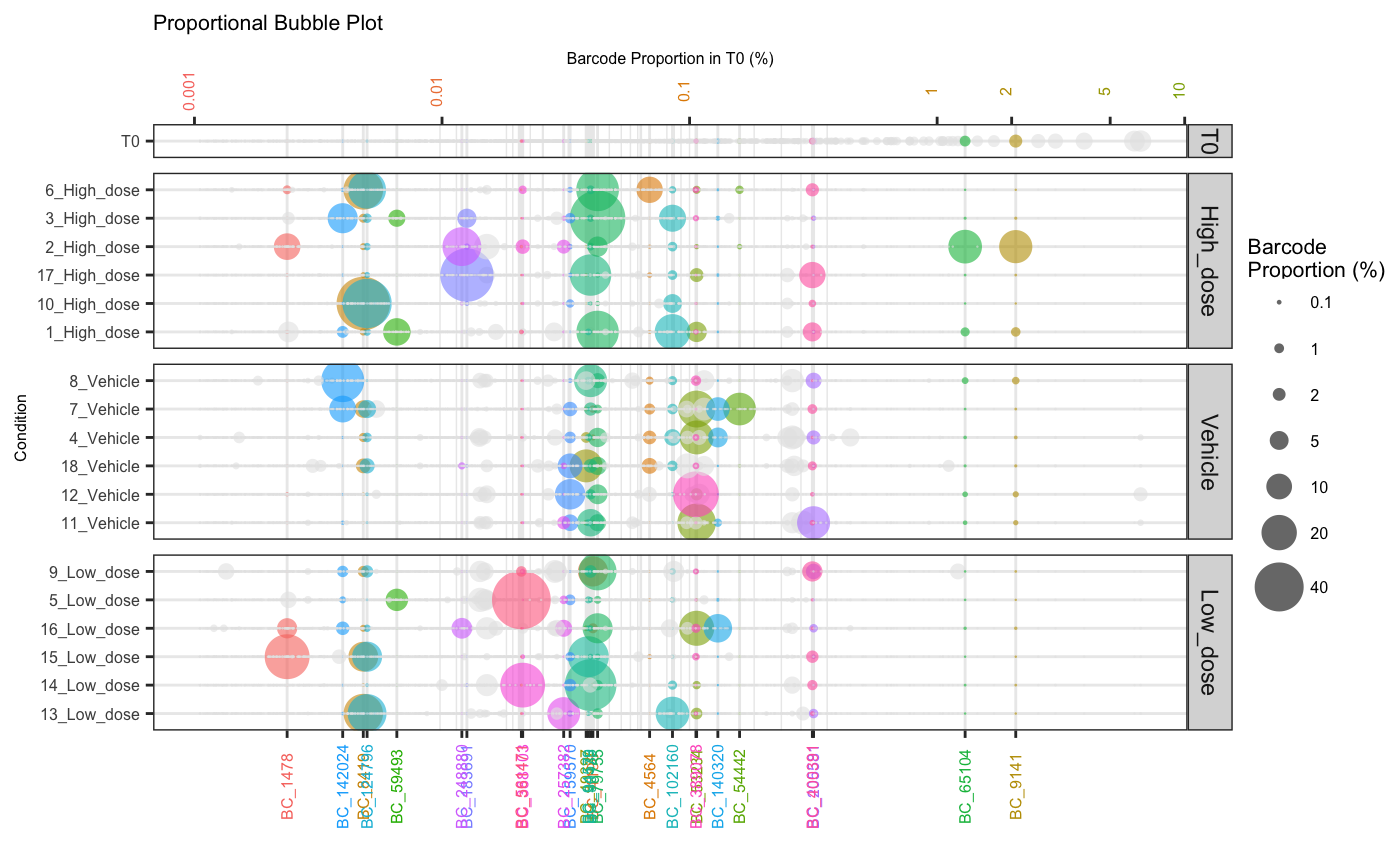 Proportional Bubble Plot
Barcode Proportion in T0 (%)
0.001
0.01
0.1
1
2
5
10
T0
T0
6_High_dose
3_High_dose
2_High_dose
17_High_dose
10_High_dose
1_High_dose
High_dose
8_Vehicle
7_Vehicle
4_Vehicle
18_Vehicle
12_Vehicle
11_Vehicle
Vehicle
9_Low_dose
5_Low_dose
16_Low_dose
15_Low_dose
14_Low_dose
13_Low_dose
Low_dose
Condition
BC_1478
BC_142024
BC_124796
BC_59493
BC_4564
BC_102160
BC_140320
BC_54442
BC_65104
BC_9141
Barcode
Proportion (%)
0.1
1
2
5
10
20
40